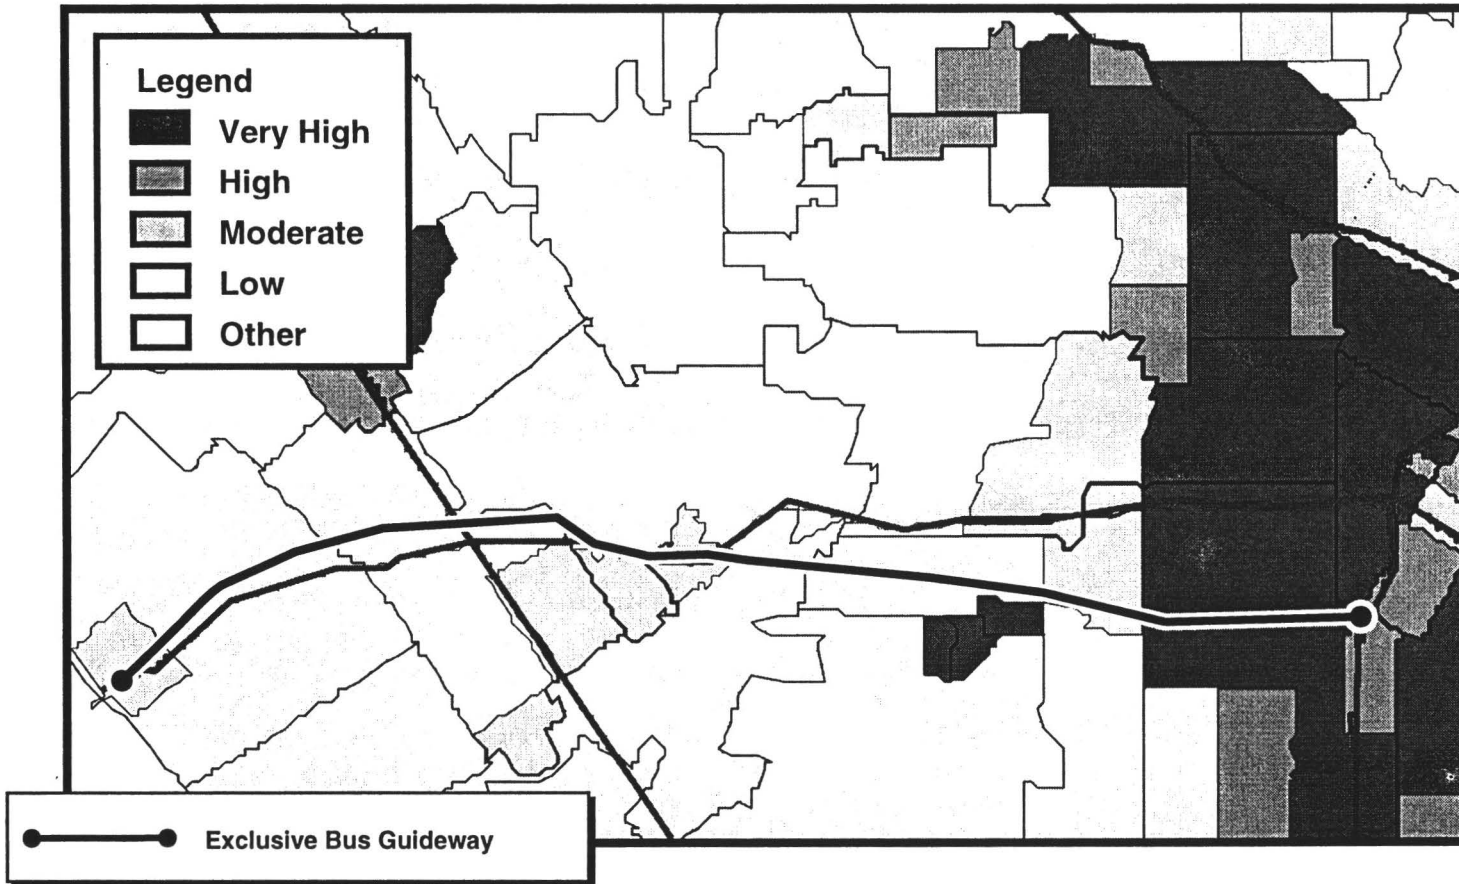 Legend
Very High
High
Moderate
Low
Other
Exclusive Bus Guideway